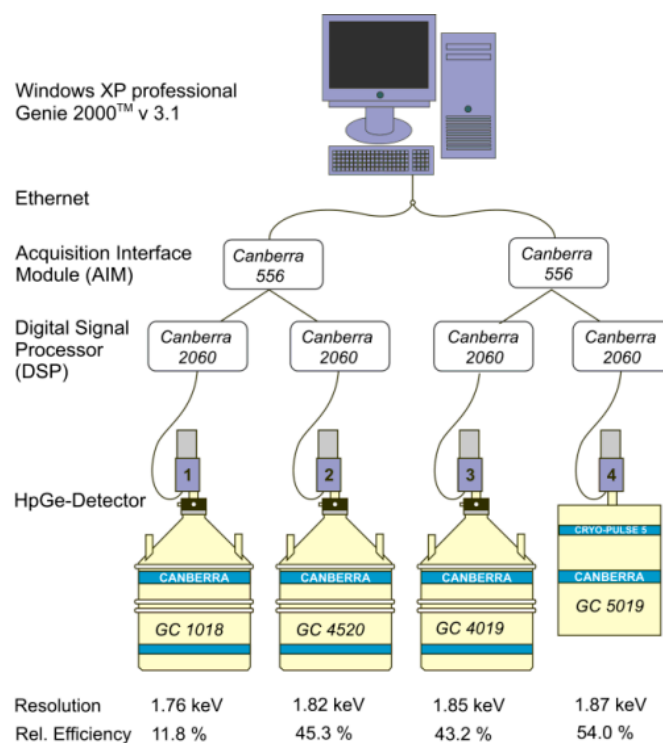 Windows XP professional
Genie 2000™ v 3.1
Ethernet
Acquisition Interface
Module (AIM)
Canberra
556
Canberra
556
Digital Signal
Processor
(DSP)
Canberra
2060
Canberra
2060
Canberra
2060
Canberra
2060
1
2
3
4
HpGe-Detector
CRYO-PULSE 5
CANBERRA
CANBERRA
CANBERRA
CANBERRA
GC 1018
GC 4520
GC 4019
GC 5019
Resolution 1.76 keV 1.82 keV 1.85 keV 1.87 keV
Rel. Efficiency 11.8 % 45.3 % 43.2 % 54.0 %